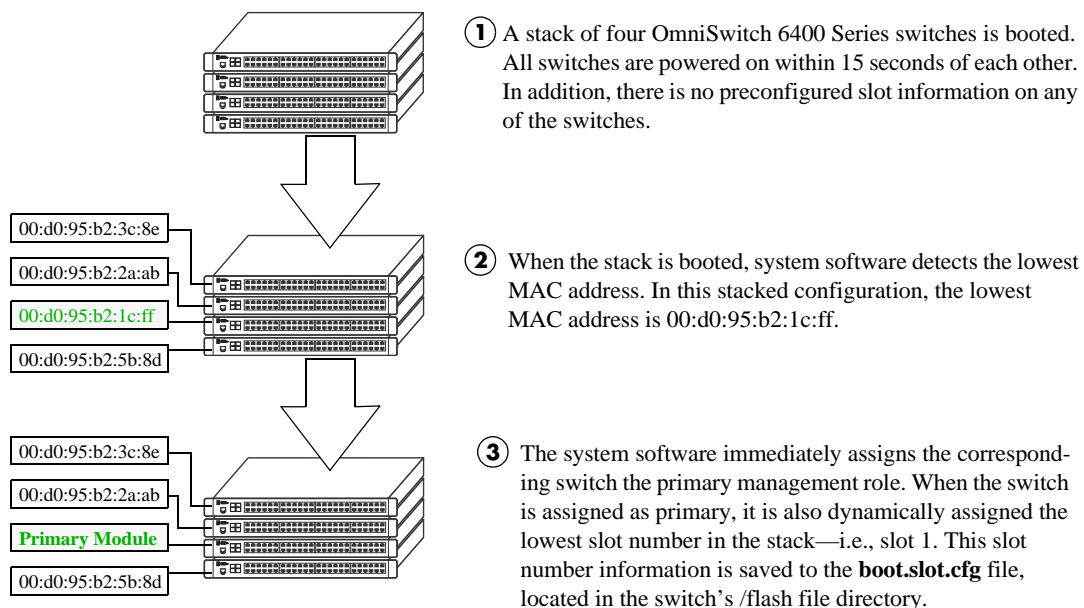 1 A stack of four OmniSwitch 6400 Series switches is booted.
All switches are powered on within 15 seconds of each other.
In addition, there is no preconfigured slot information on any
of the switches.
00:d0:95:b2:3c:8e
00:d0:95:b2:2a:ab
00:d0:95:b2:1c:ff
00:d0:95:b2:5b:8d
2 When the stack is booted, system software detects the lowest
MAC address. In this stacked configuration, the lowest
MAC address is 00:d0:95:b2:1c:ff.
00:d0:95:b2:3c:8e
00:d0:95:b2:2a:ab
Primary Module
00:d0:95:b2:5b:8d
3 The system software immediately assigns the correspond-
ing switch the primary management role. When the switch
is assigned as primary, it is also dynamically assigned the
lowest slot number in the stack—i.e., slot 1. This slot
number information is saved to the boot.slot.cfg file,
located in the switch’s /flash file directory.